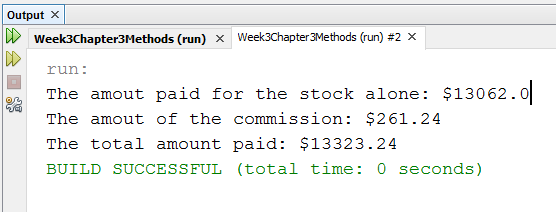 Output ×
Week3Chapter3Methods (run) × Week3Chapter3Methods (run) #2 ×
run:
The amout paid for the stock alone: $13062.0
The amout of the commission: $261.24
The total amount paid: $13323.24
BUILD SUCCESSFUL (total time: 0 seconds)